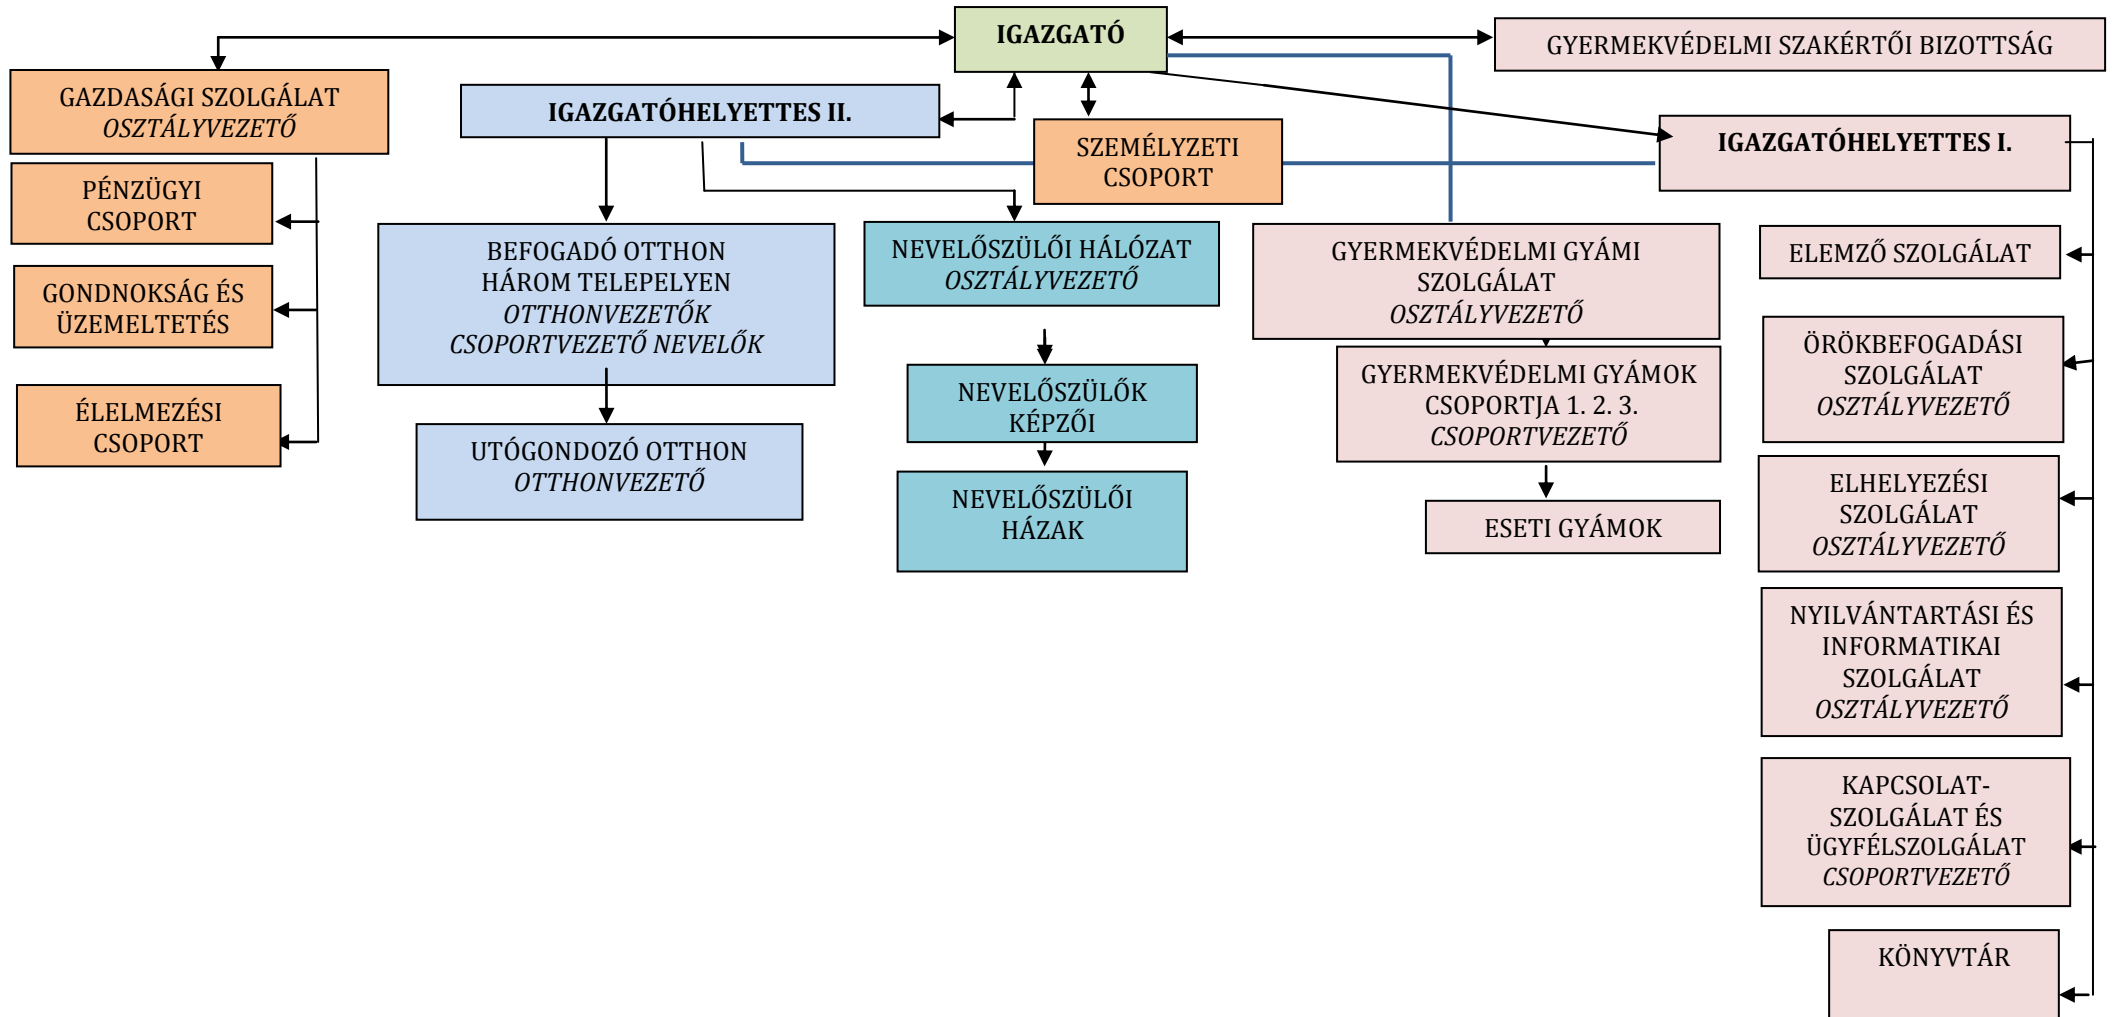 IGAZGATÓ
GYERMEKVÉDELMI SZAKÉRTŐI BIZOTTSÁG
GAZDASÁGI SZOLGÁLAT
OSZTÁLYVEZETŐ
IGAZGATÓHELYETTES II.
SZEMÉLYZETI
CSOPORT
IGAZGATÓHELYETTES I.
PÉNZÜGYI
CSOPORT
GONDNOKSÁG ÉS
ÜZEMELTETÉS
ÉLELMEZÉSI
CSOPORT
BEFOGADÓ OTTHON
HÁROM TELEPELYEN
OTTHONVEZETŐK
CSOPORTVEZETŐ NEVELŐK
UTÓGONDOZÓ OTTHON
OTTHONVEZETŐ
NEVELŐSZÜLŐI HÁLÓZAT
OSZTÁLYVEZETŐ
NEVELŐSZÜLŐK
KÉPZŐI
NEVELŐSZÜLŐI
HÁZAK
GYERMEKVÉDELMI GYÁMI
SZOLGÁLAT
OSZTÁLYVEZETŐ
GYERMEKVÉDELMI GYÁMOK
CSOPORTJA 1. 2. 3.
CSOPORTVEZETŐ
ESETI GYÁMOK
ELEMZŐ SZOLGÁLAT
ÖRÖKBEFOGADÁSI
SZOLGÁLAT
OSZTÁLYVEZETŐ
ELHELYEZÉSI
SZOLGÁLAT
OSZTÁLYVEZETŐ
NYILVÁNTARTÁSI ÉS
INFORMATIKAI
SZOLGÁLAT
OSZTÁLYVEZETŐ
KAPCSOLAT-
SZOLGÁLAT ÉS
ÜGYFÉLSZOLGÁLAT
CSOPORTVEZETŐ
KÖNYVTÁR